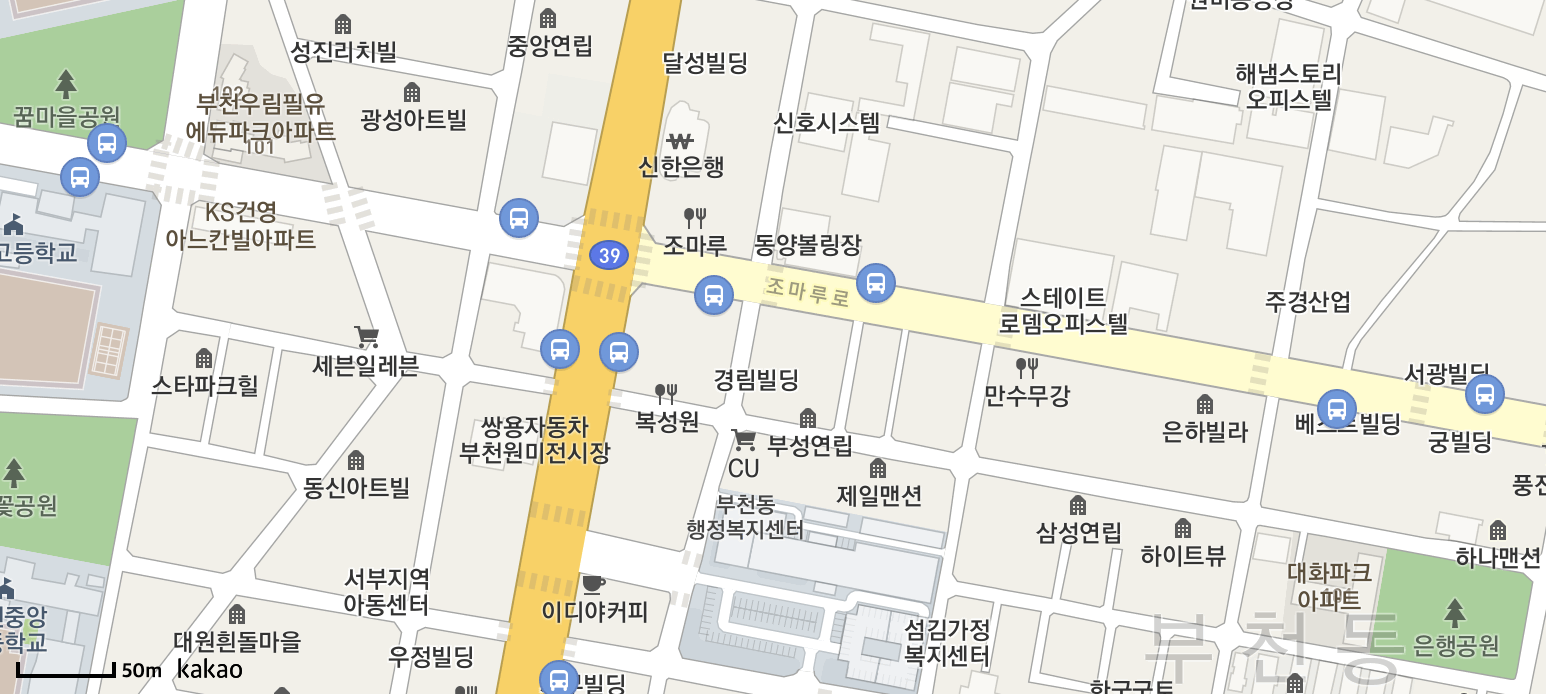 성진리치빌
중앙연립
달성빌딩
해냄스토리
오피스텔
꿈마을공원
102
부천우림필유
에듀파크아파트
101
광성아트빌
신호시스템
신한은행
KS건영
아느칸빌아파트
고등학교
39
조마루
동양볼링장
조마루로
스테이트
로뎀오피스텔
주경산업
세븐일레븐
스타파크힐
경림빌딩
만수무강
서광빌딩
복성원
쌍용자동차
부천원미전시장
부성연립
은하빌라
궁빌딩
CU
동신아트빌
제일맨션
부천동
행정복지센터
삼성연립
하이트뷰
하나맨션
꽃공원
서부지역
아동센터
이디야커피
대화파크
아파트
중앙
대원흰돌마을
우정빌딩
섬김가정
복지센터
부천동
은행공원
50m
kakao